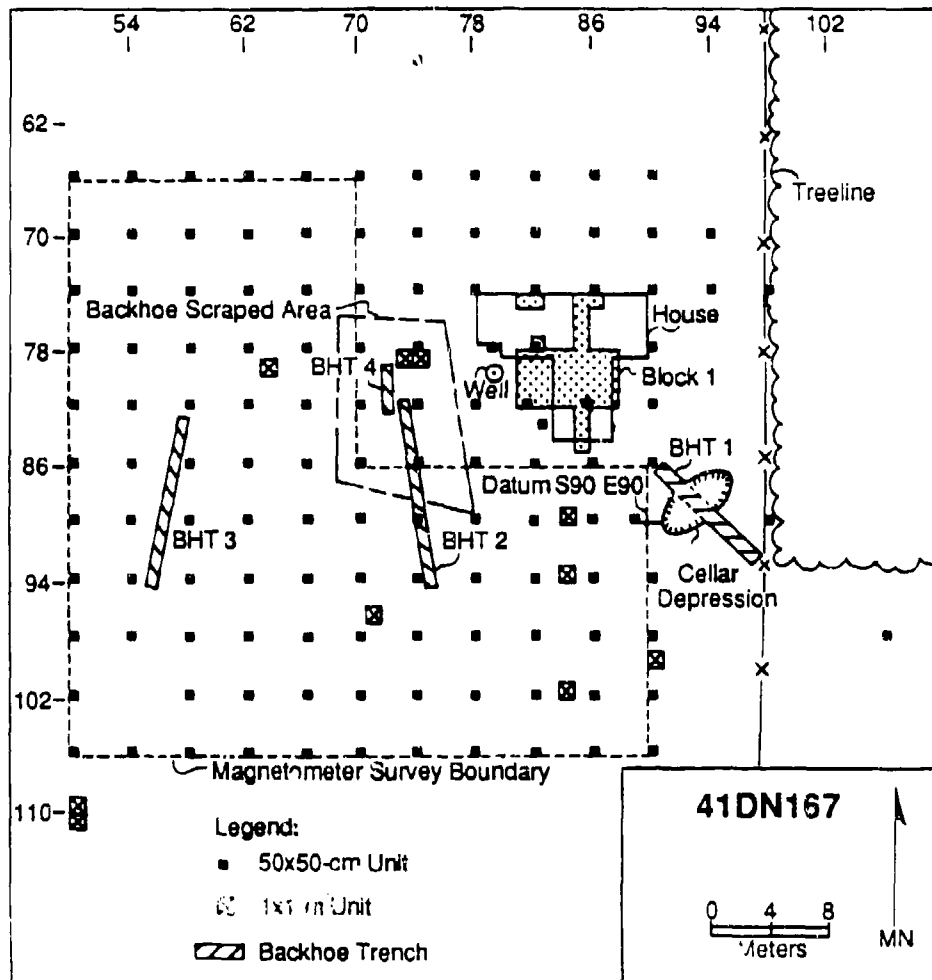 54 62 70 78 86 94 102
62
Treeline
70
Backhoe Scraped Area
House
78
BHT 4
Well
Block 1
86
BHT 1
Datum S90 E90
BHT 3
BHT 2
94
Cellar
Depression
102
Magnetometer Survey Boundary
110
41DN167
Legend:
50x50-cm Unit
1x1 m Unit
Backhoe Trench
0 4 8
Meters
MN